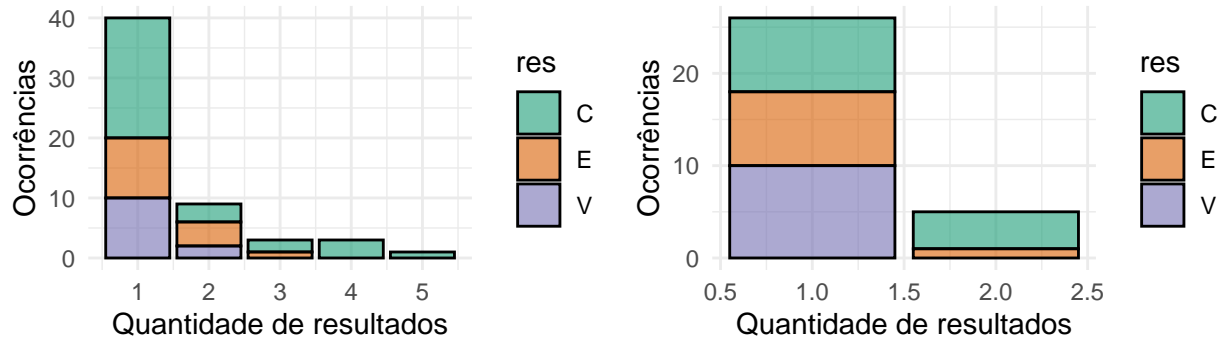 Ocorrências
40
30
20
10
0
1 2 3 4 5
Quantidade de resultados
res
C
E
V
Ocorrências
20
10
0
0.5 1.0 1.5 2.0 2.5
Quantidade de resultados
res
C
E
V